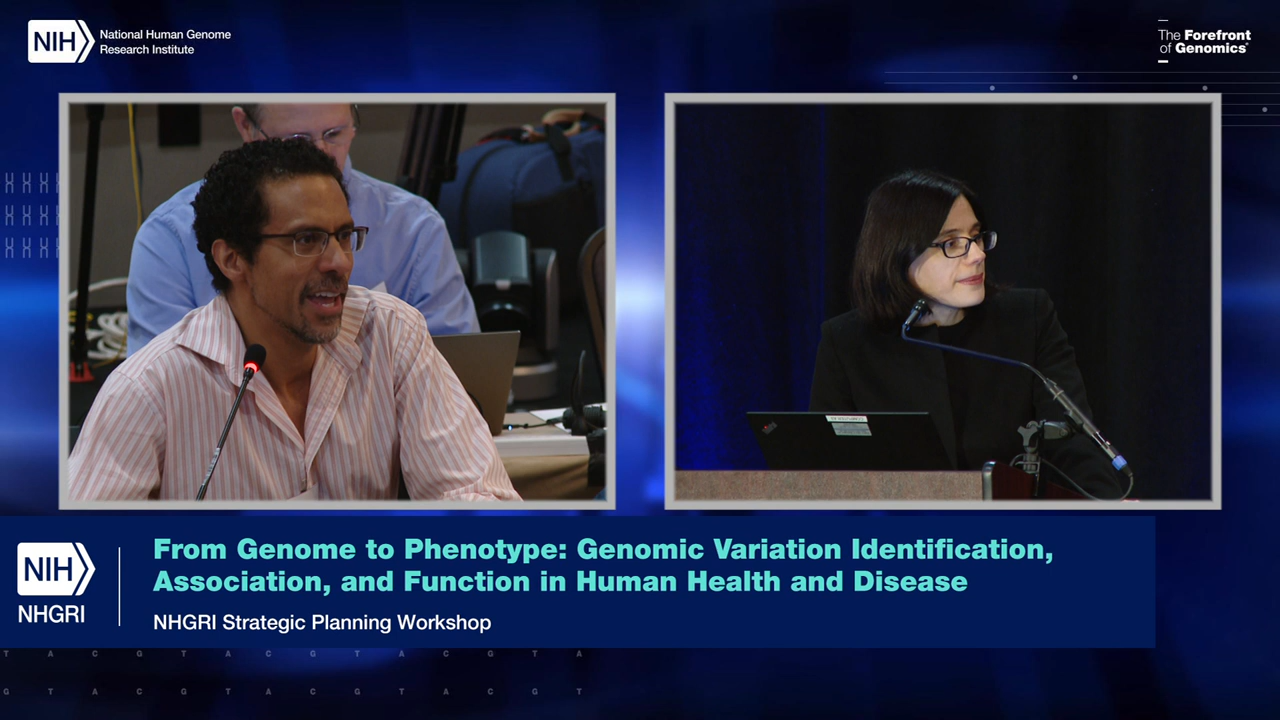 NIH
National Human Genome
Research Institute
The Forefront
of Genomics®
NIH
NHGRI
From Genome to Phenotype: Genomic Variation Identification,
Association, and Function in Human Health and Disease
NHGRI Strategic Planning Workshop
T A C G T A C G T A C G T A
G T A C G T A C G T A C G T